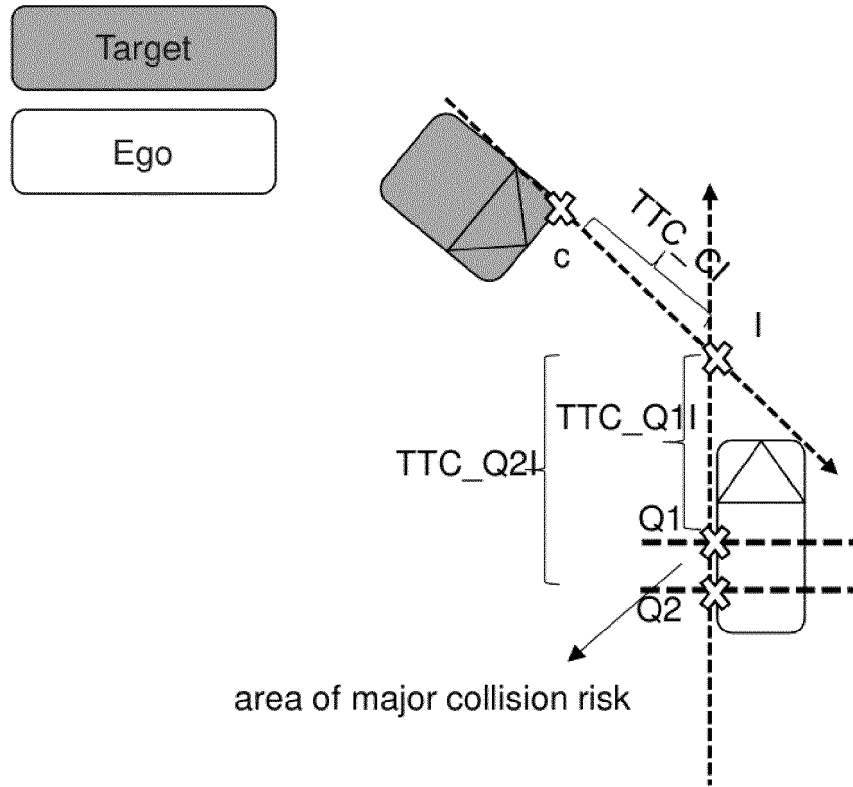 Target
Ego
TTC_CI
c
I
TTC_Q1I
TTC_Q2I
Q1
Q2
area of major collision risk